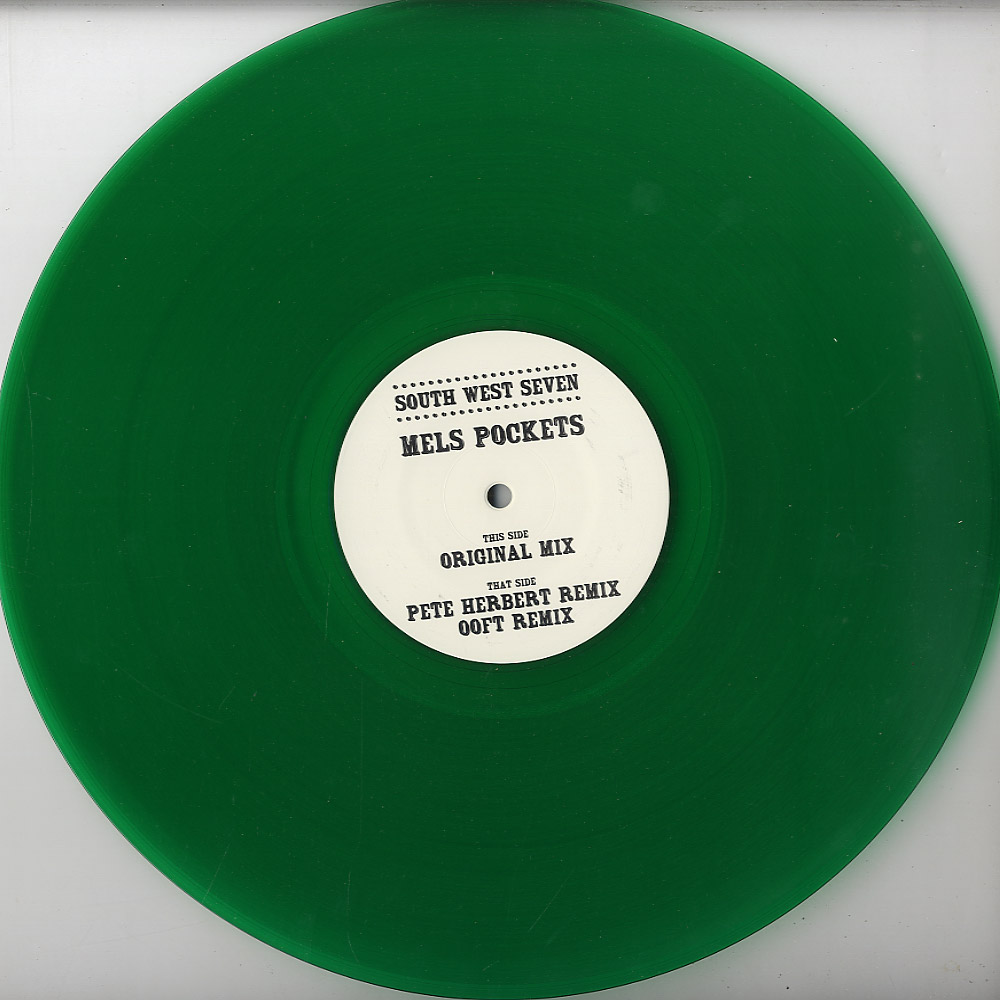 SOUTH WEST SEVEN
MELS POCKETS
THIS SIDE
ORIGINAL MIX
THAT SIDE
PETE HERBERT REMIX
OOFT REMIX